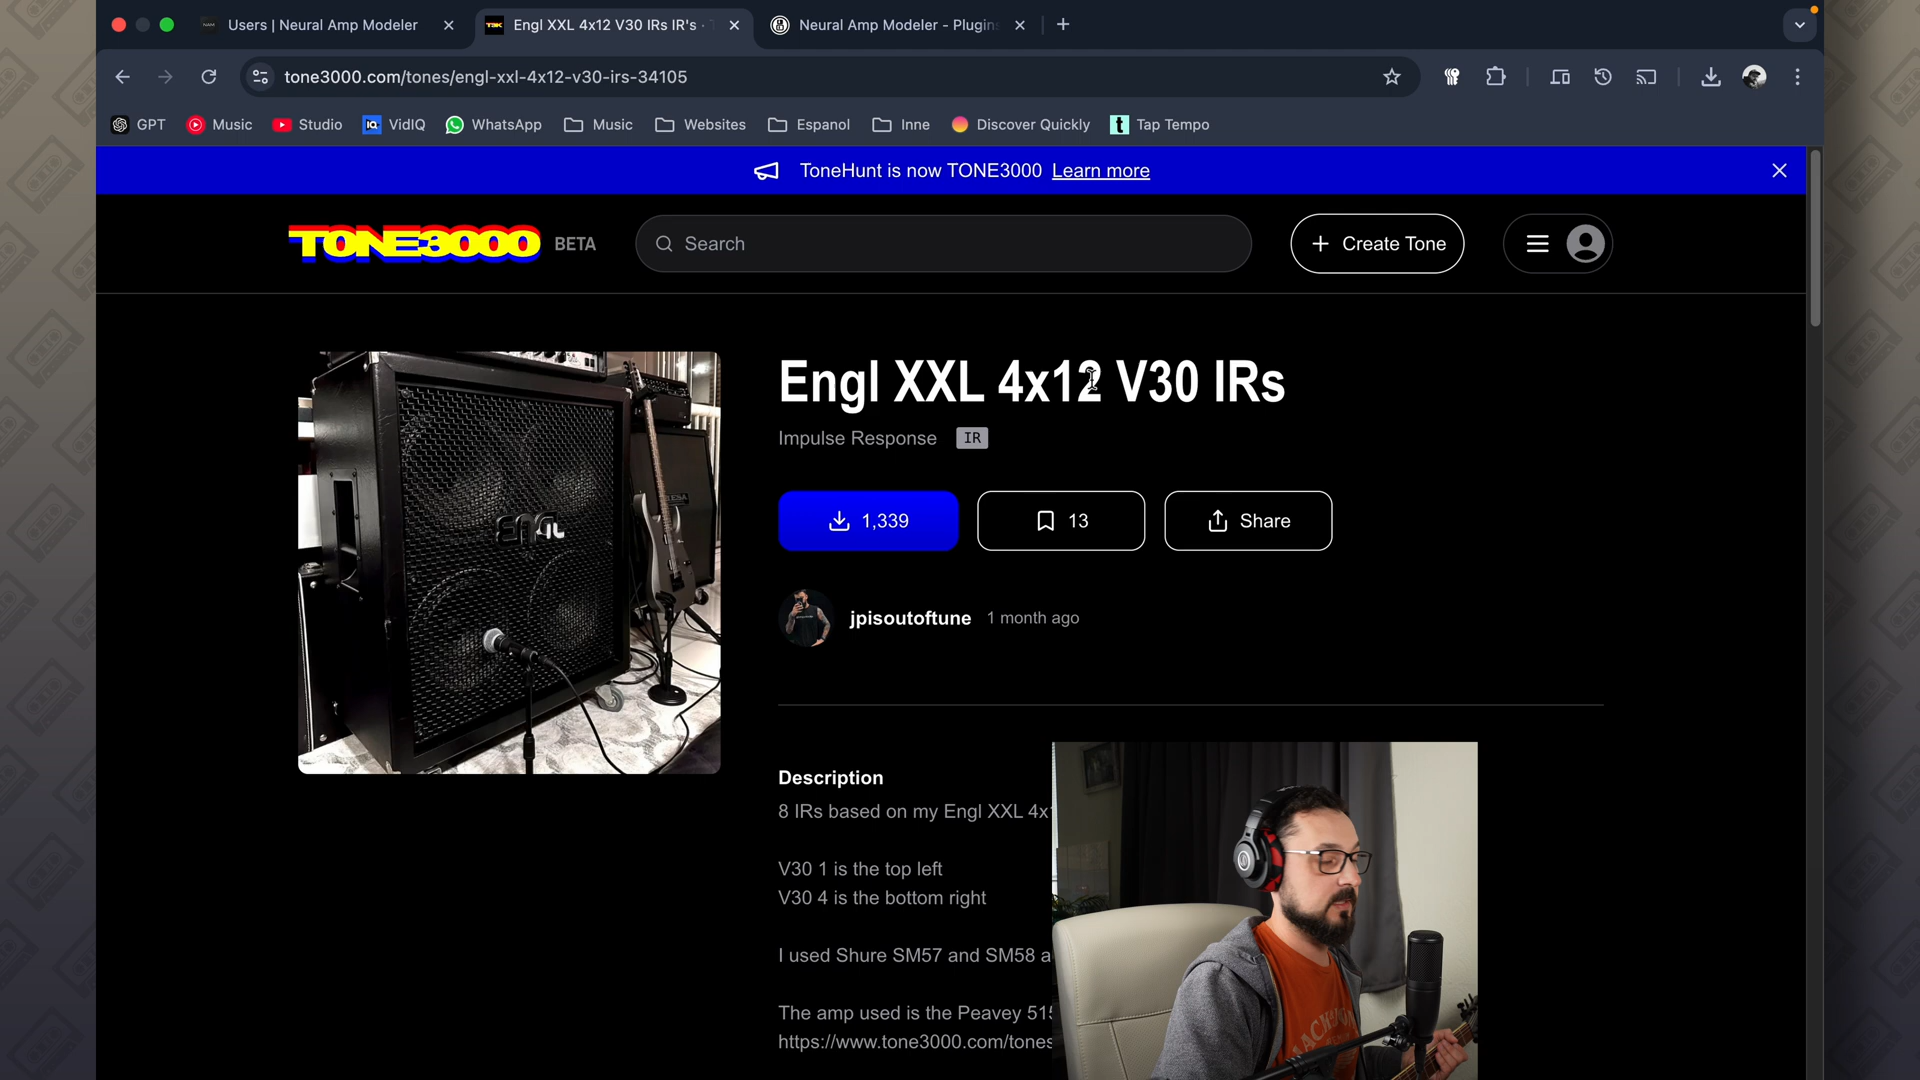 Users | Neural Amp Modeler
Engl XXL 4x12 V30 IRs IR's ·
Neural Amp Modeler - Plugins
tone3000.com/tones/engl-xxl-4x12-v30-irs-34105
GPT
Music
Studio
VidIQ
WhatsApp
Music
Websites
Espanol
Inne
Discover Quickly
Tap Tempo
ToneHunt is now TONE3000 Learn more
TONE3000 BETA
Search
+ Create Tone
Engl XXL 4x12 V30 IRs
Impulse Response IR
1,339
13
Share
ENGL
jpisoutoftune 1 month ago
Description
8 IRs based on my Engl XXL 4x1
V30 1 is the top left
V30 4 is the bottom right
I used Shure SM57 and SM58 a
The amp used is the Peavey 515
https://www.tone3000.com/tones